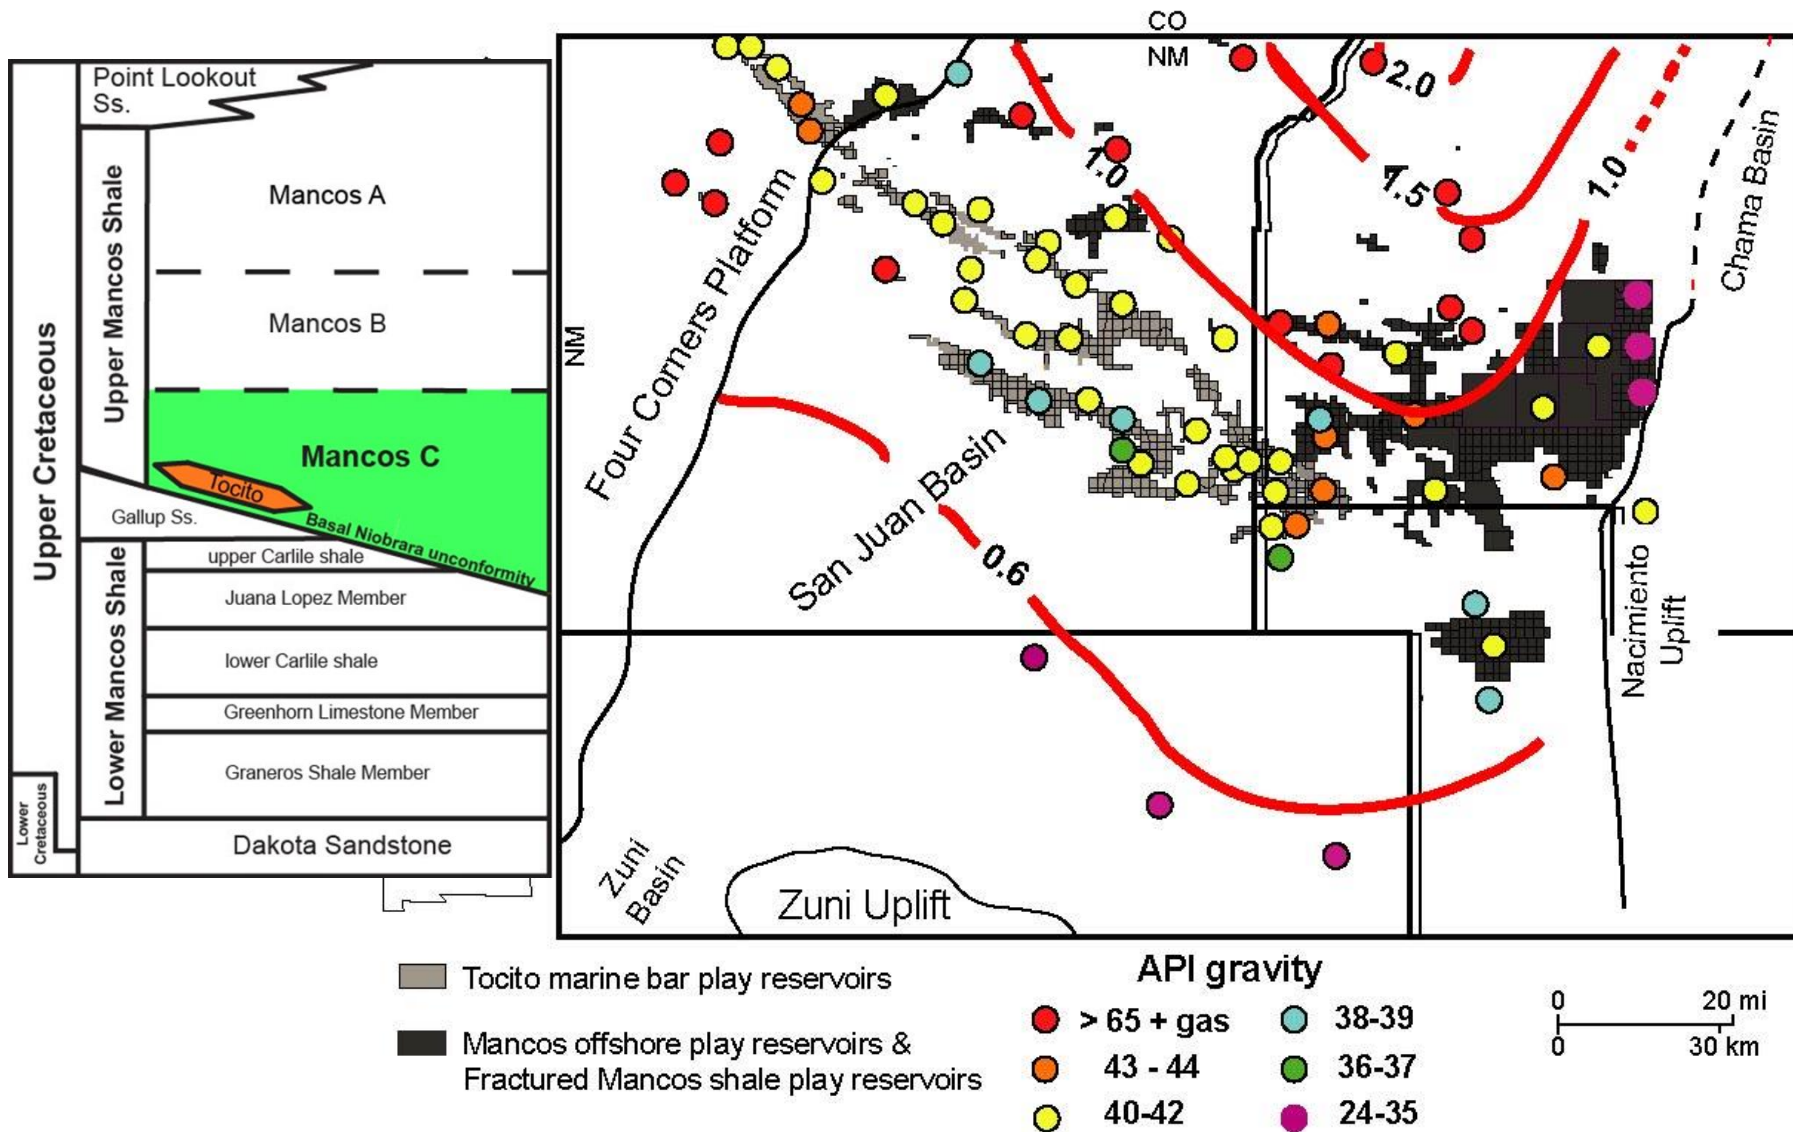 Point Lookout
Ss.
Mancos A
Mancos B
Mancos C
Tocito
Basal Niobrara unconformity
Gallup Ss.
upper Carlile shale
Juana Lopez Member
lower Carlile shale
Greenhorn Limestone Member
Graneros Shale Member
Dakota Sandstone
Upper Mancos Shale
Lower Mancos Shale
Upper Cretaceous
Lower
Cretaceous
CO
NM
NM
2.0
1.5
1.0
1.0
0.6
Four Corners Platform
San Juan Basin
Chama Basin
Nacimiento
Uplift
Zuni
Basin
Zuni Uplift
Tocito marine bar play reservoirs
Mancos offshore play reservoirs &
Fractured Mancos shale play reservoirs
API gravity
> 65 + gas
43 - 44
40-42
38-39
36-37
24-35
0 20 mi
0 30 km